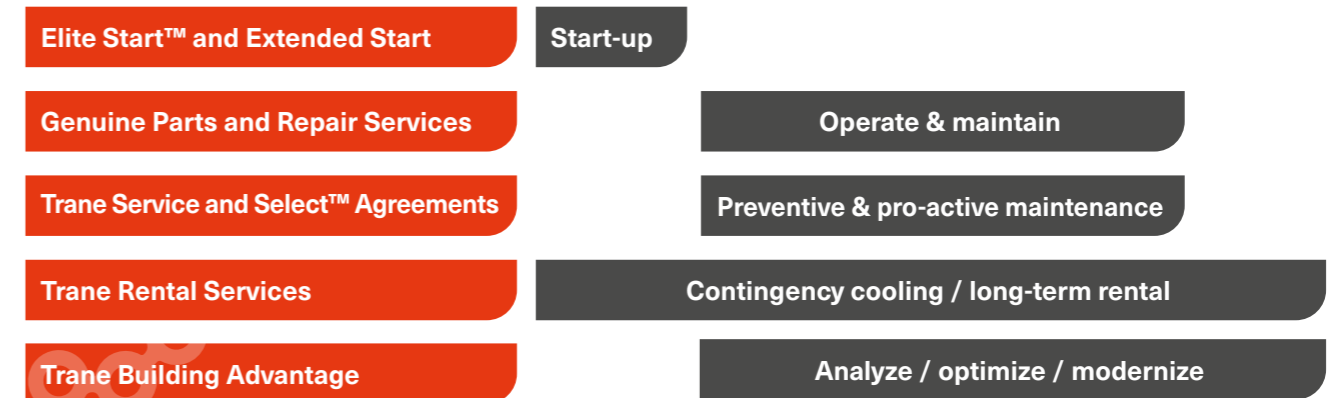 Elite Start™ and Extended Start
Start-up
Genuine Parts and Repair Services
Operate & maintain
Trane Service and Select™ Agreements
Preventive & pro-active maintenance
Trane Rental Services
Contingency cooling / long-term rental
Trane Building Advantage
Analyze / optimize / modernize